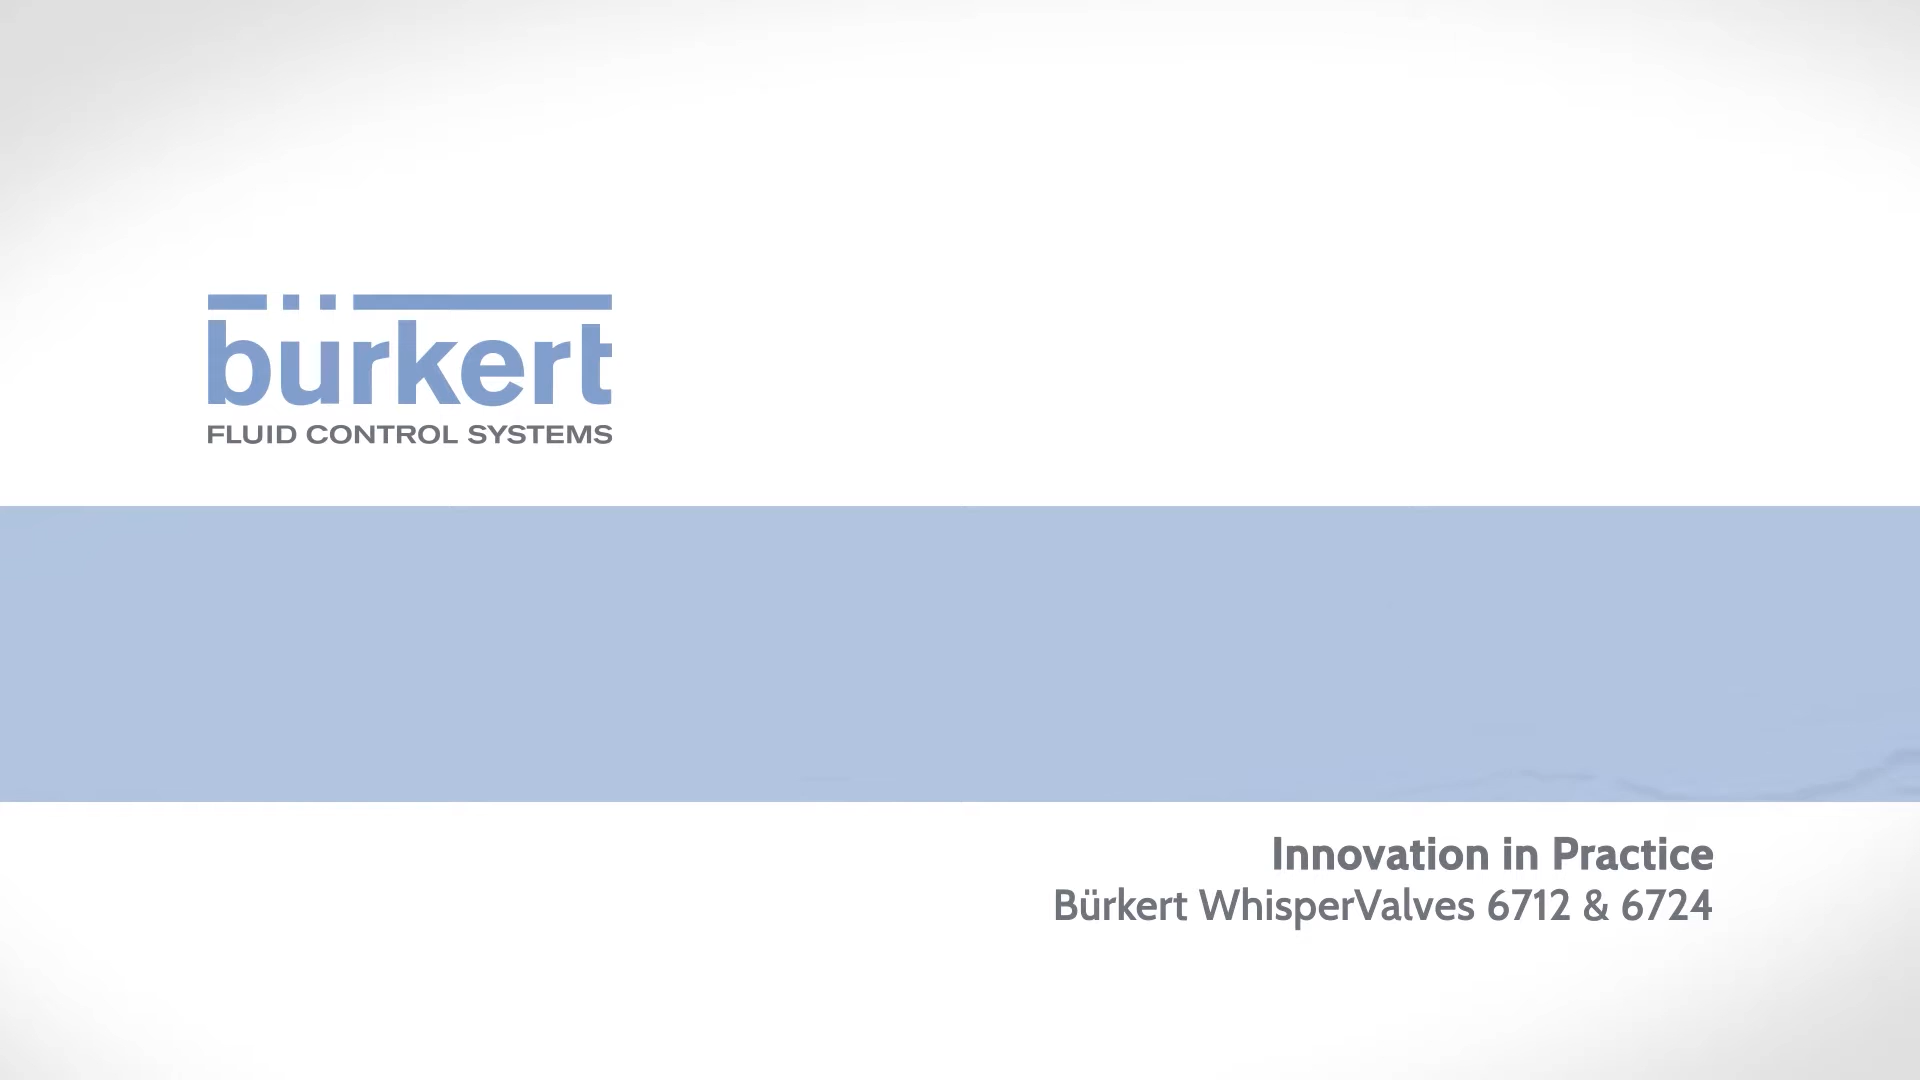 bürkert
FLUID CONTROL SYSTEMS
Innovation in Practice
Bürkert WhisperValves 6712 & 6724